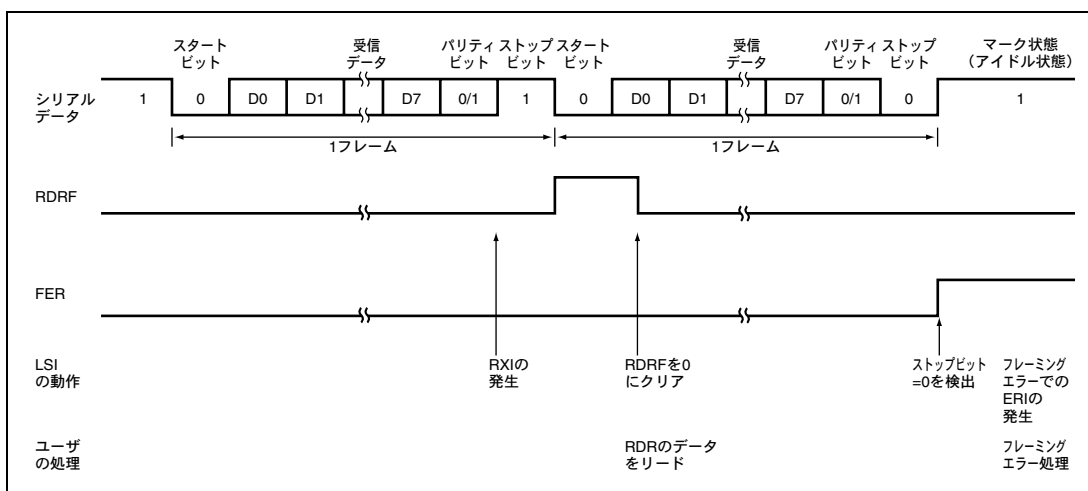 スタート
ビット
受信
データ
パリティ
ビット
ストップ
ビット
スタート
ビット
受信
データ
パリティ
ビット
ストップ
ビット
マーク状態
(アイドル状態)
シリアル
データ
1 0 D0 D1 D7 0/1 1 0 D0 D1 D7 0/1 0 1
1フレーム 1フレーム
RDRF
FER
LSI
の動作
RXIの
発生
RDRFを0
にクリア
ストップビット
=0を検出
フレーミング
エラーでの
ERIの
発生
ユーザ
の処理
RDRのデータ
をリード
フレーミング
エラー処理